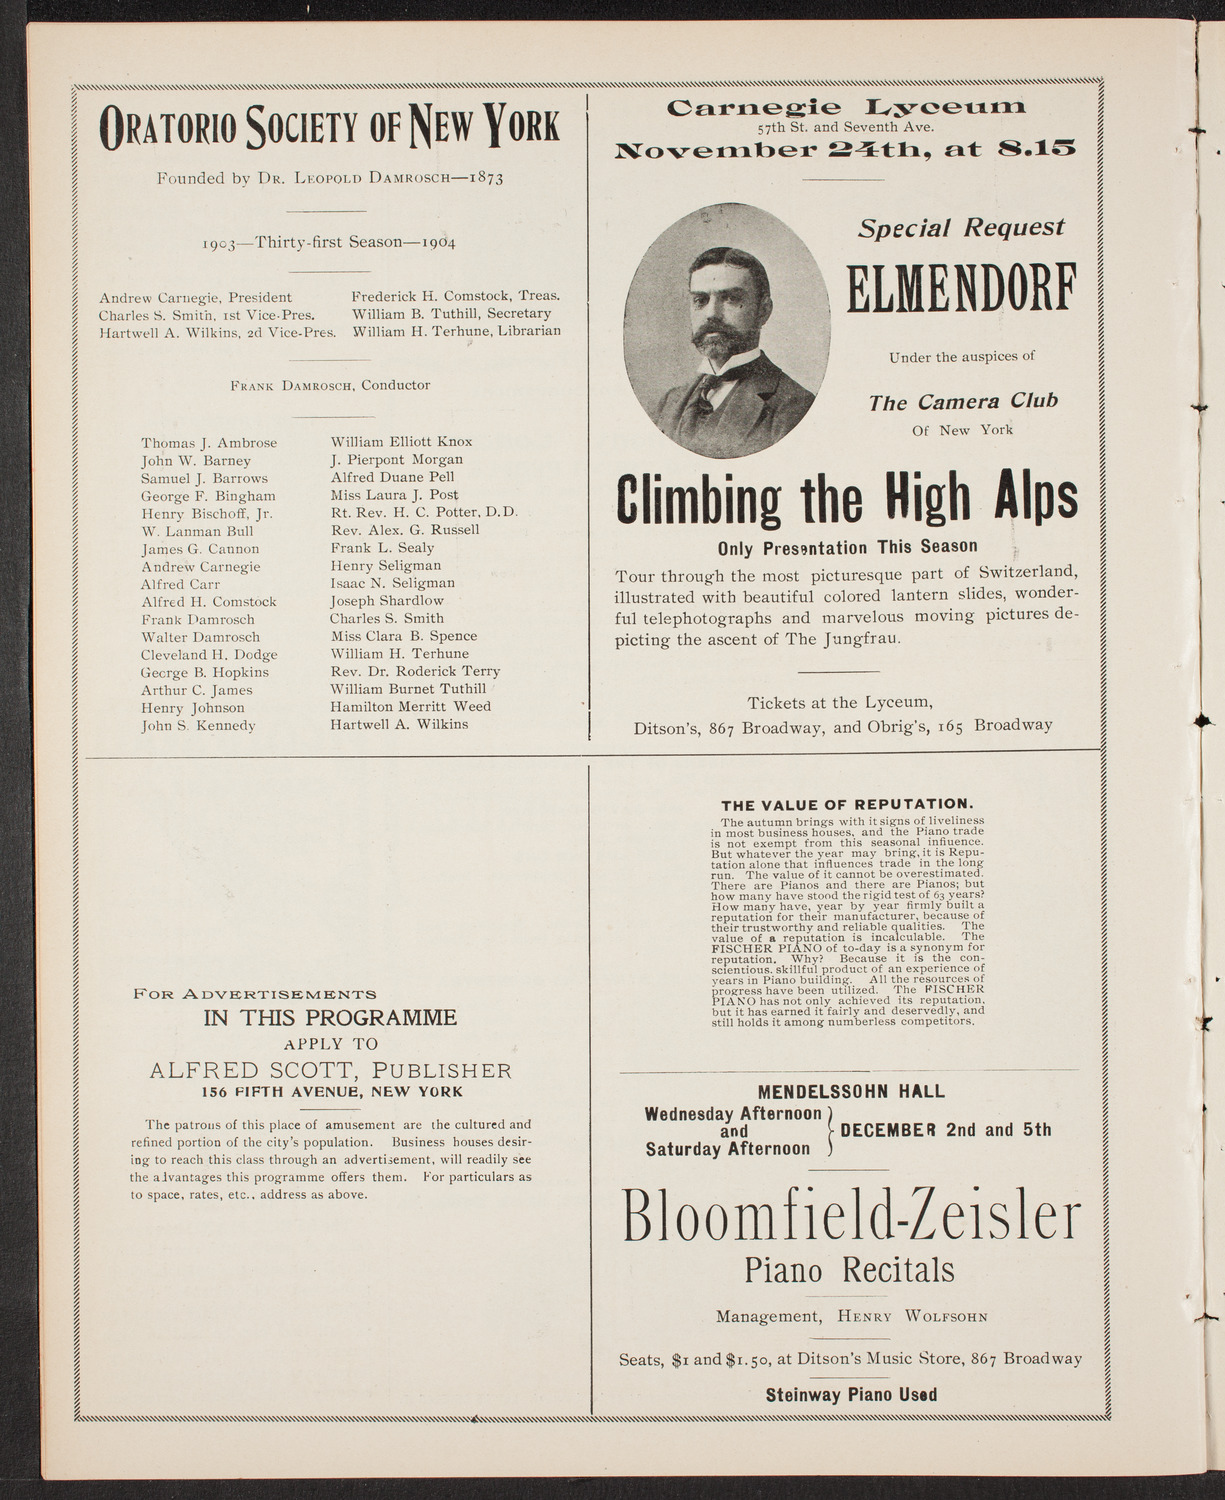 ORATORIO SOCIETY OF NEW YORK
Founded by DR. LEOPOLD DAMROSCH—1873
1903—Thirty-first Season—1904
Andrew Carnegie, President
Charles S. Smith, 1st Vice-Pres.
Hartwell A. Wilkins, 2d Vice-Pres.
Frederick H. Comstock, Treas.
William B. Tuthill, Secretary
William H. Terhune, Librarian
FRANK DAMROSCH, Conductor
Thomas J. Ambrose
John W. Barney
Samuel J. Barrows
George F. Bingham
Henry Bischoff, Jr.
W. Lanman Bull
James G. Cannon
Andrew Carnegie
Alfred Carr
Alfred H. Comstock
Frank Damrosch
Walter Damrosch
Cleveland H. Dodge
George B. Hopkins
Arthur C. James
Henry Johnson
John S. Kennedy
William Elliott Knox
J. Pierpont Morgan
Alfred Duane Pell
Miss Laura J. Post
Rt. Rev. H. C. Potter, D.D.
Rev. Alex. G. Russell
Frank L. Sealy
Henry Seligman
Isaac N. Seligman
Joseph Shardlow
Charles S. Smith
Miss Clara B. Spence
William H. Terhune
Rev. Dr. Roderick Terry
William Burnet Tuthill
Hamilton Merritt Weed
Hartwell A. Wilkins
Carnegie Lyceum
57th St. and Seventh Ave.
November 24th, at 8.15
Special Request
ELMENDORF
Under the auspices of
The Camera Club
Of New York
Climbing the High Alps
Only Presentation This Season
Tour through the most picturesque part of Switzerland,
illustrated with beautiful colored lantern slides, wonder-
ful telephotographs and marvelous moving pictures de-
picting the ascent of The Jungfrau.
Tickets at the Lyceum,
Ditson's, 867 Broadway, and Obrig's, 165 Broadway
FOR ADVERTISEMENTS
IN THIS PROGRAMME
APPLY TO
ALFRED SCOTT, PUBLISHER
156 FIFTH AVENUE, NEW YORK
The patrons of this place of amusement are the cultured and
refined portion of the city's population. Business houses desir-
ing to reach this class through an advertisement, will readily see
the advantages this programme offers them. For particulars as
to space, rates, etc., address as above.
THE VALUE OF REPUTATION.
The autumn brings with it signs of liveliness
in most business houses, and the Piano trade
is not exempt from this seasonal influence.
But whatever the year may bring, it is Repu-
tation alone that influences trade in the long
run. The value of it cannot be overestimated.
There are Pianos and there are Pianos; but
how many have stood the rigid test of 63 years?
How many have, year by year firmly built a
reputation for their manufacturer, because of
their trustworthy and reliable qualities. The
value of a reputation is incalculable. The
FISCHER PIANO of to-day is a synonym for
reputation. Why? Because it is the con-
scientious, skillful product of an experience of
years in Piano building. All the resources of
progress have been utilized. The FISCHER
PIANO has not only achieved its reputation,
but it has earned it fairly and deservedly, and
still holds it among numberless competitors.
MENDELSSOHN HALL
Wednesday Afternoon
and
Saturday Afternoon
DECEMBER 2nd and 5th
Bloomfield-Zeisler
Piano Recitals
Management, HENRY WOLFSOHN
Seats, $1 and $1.50, at Ditson's Music Store, 867 Broadway
Steinway Piano Used